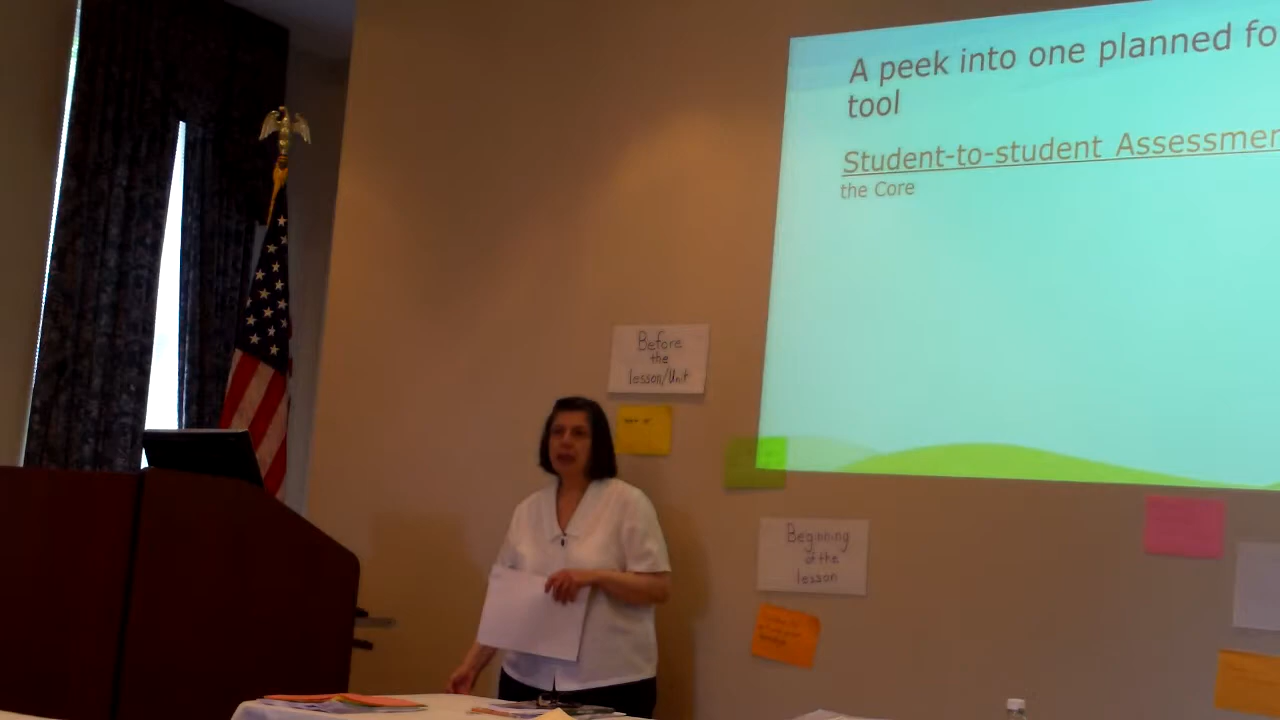 A peek into one planned fo
tool
Student-to-student Assessmen
the Core
Before
the
lesson/Unit
Beginning
of the
lesson